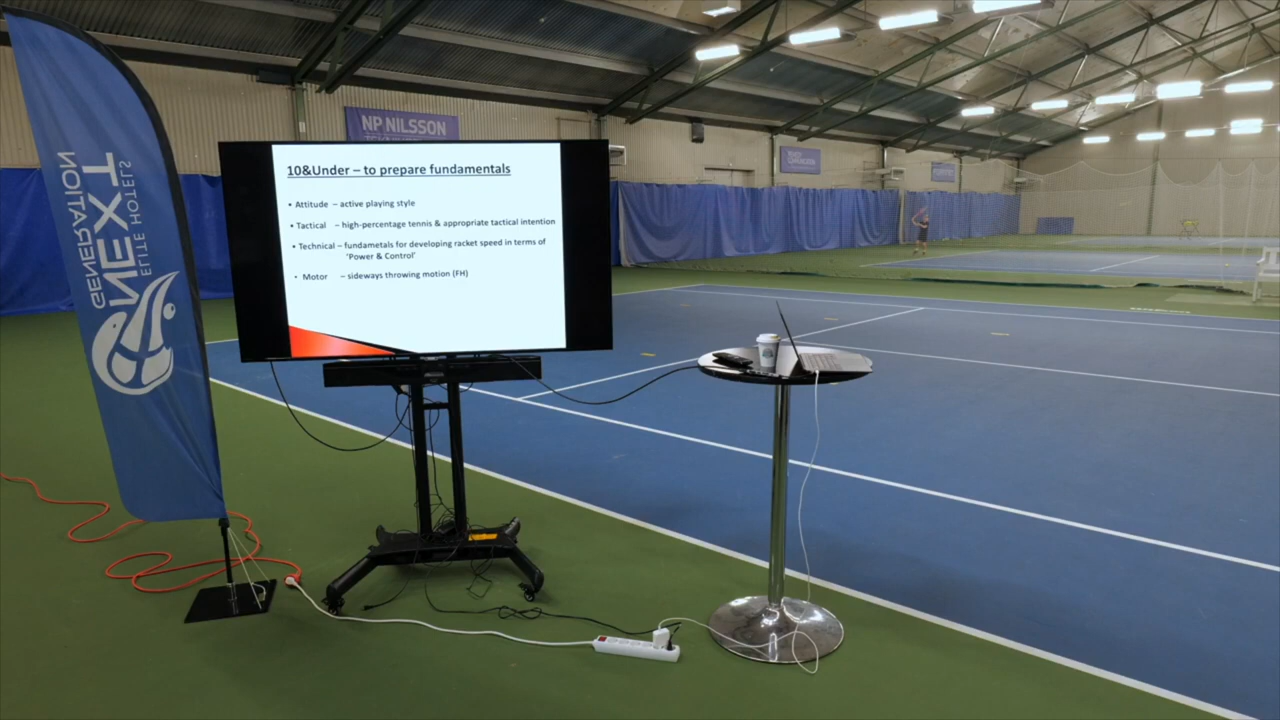 NP NILSSON
10&Under – to prepare fundamentals
• Attitude – active playing style
• Tactical – high-percentage tennis & appropriate tactical intention
• Technical – fundametals for developing racket speed in terms of
'Power & Control'
• Motor – sideways throwing motion (FH)
GENERATION
NEXT
ELITE HOTELS